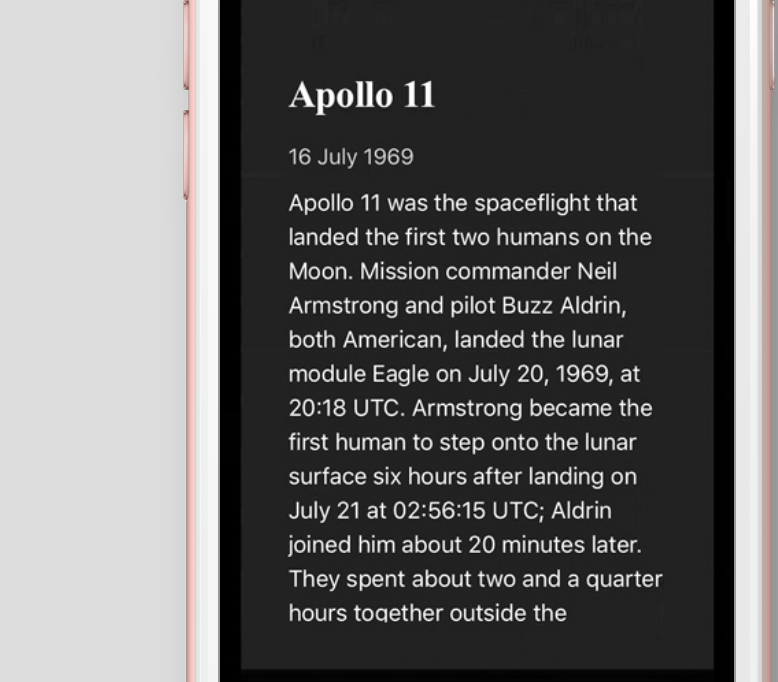 Apollo 11
16 July 1969
Apollo 11 was the spaceflight that
landed the first two humans on the
Moon. Mission commander Neil
Armstrong and pilot Buzz Aldrin,
both American, landed the lunar
module Eagle on July 20, 1969, at
20:18 UTC. Armstrong became the
first human to step onto the lunar
surface six hours after landing on
July 21 at 02:56:15 UTC; Aldrin
joined him about 20 minutes later.
They spent about two and a quarter
hours together outside the